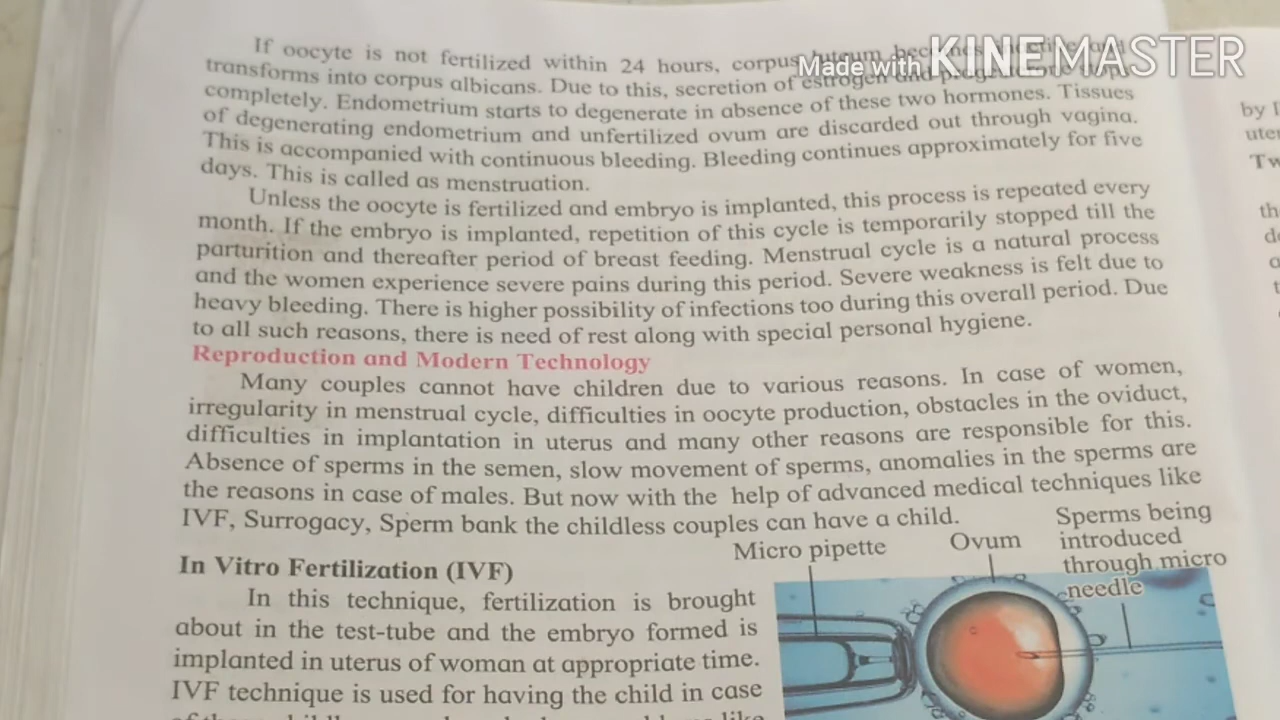 Made with KINEMASTER
If oocyte is not fertilized within 24 hours, corpus luteum becomes
transforms into corpus albicans. Due to this, secretion of estrogen and progesterone stops
completely. Endometrium starts to degenerate in absence of these two hormones. Tissues
of degenerating endometrium and unfertilized ovum are discarded out through vagina.
This is accompanied with continuous bleeding. Bleeding continues approximately for five
days. This is called as menstruation.
Unless the oocyte is fertilized and embryo is implanted, this process is repeated every
month. If the embryo is implanted, repetition of this cycle is temporarily stopped till the
parturition and thereafter period of breast feeding. Menstrual cycle is a natural process
and the women experience severe pains during this period. Severe weakness is felt due to
heavy bleeding. There is higher possibility of infections too during this overall period. Due
to all such reasons, there is need of rest along with special personal hygiene.
Reproduction and Modern Technology
Many couples cannot have children due to various reasons. In case of women,
irregularity in menstrual cycle, difficulties in oocyte production, obstacles in the oviduct,
difficulties in implantation in uterus and many other reasons are responsible for this.
Absence of sperms in the semen, slow movement of sperms, anomalies in the sperms are
the reasons in case of males. But now with the help of advanced medical techniques like
IVF, Surrogacy, Sperm bank the childless couples can have a child.
In Vitro Fertilization (IVF)
In this technique, fertilization is brought
about in the test-tube and the embryo formed is
implanted in uterus of woman at appropriate time.
IVF technique is used for having the child in case
Micro pipette
Ovum
Sperms being
introduced
through micro
needle
by